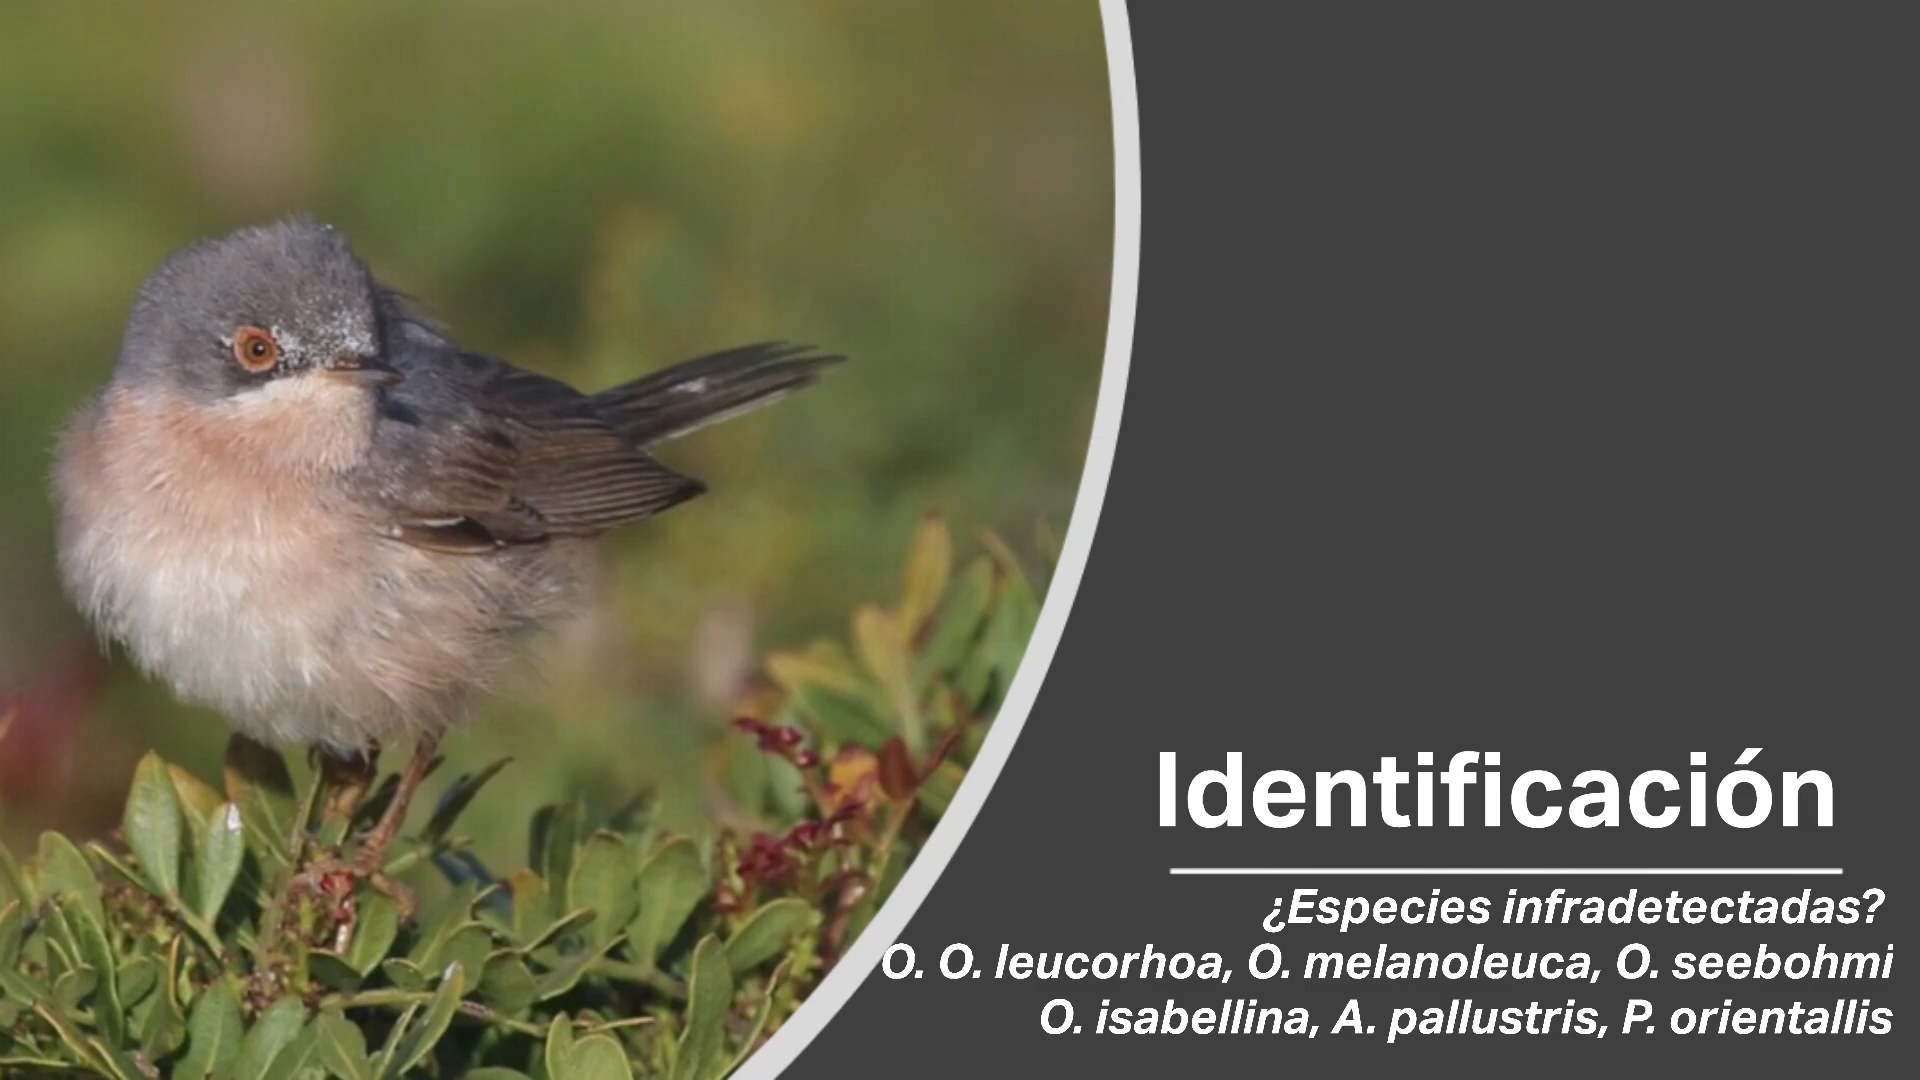 Identificación
¿Especies infradetectadas?
O. O. leucorhoa, O. melanoleuca, O. seebohmi
O. isabellina, A. pallustris, P. orientallis